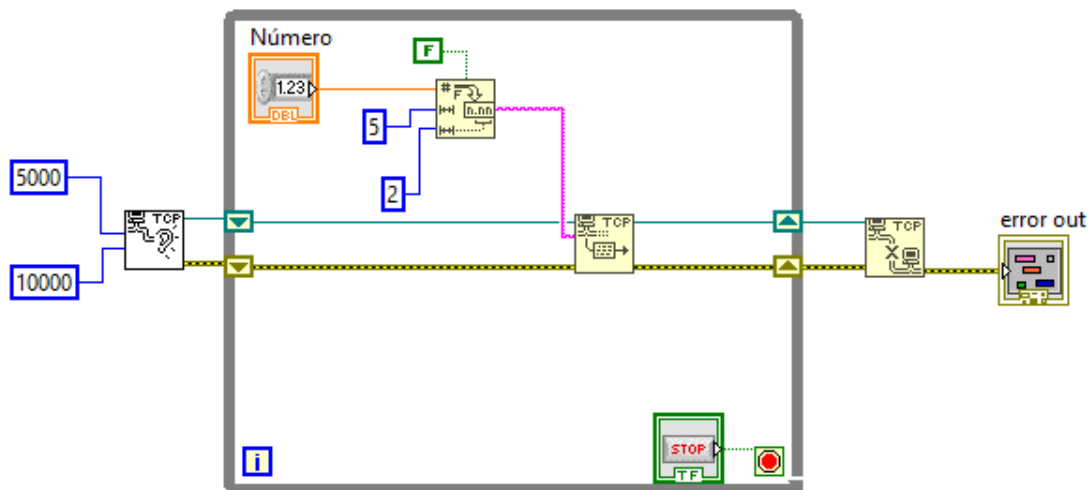 Número
F
1.23
DBL
#
F
n.nn
5
5000
2
TCP
TCP
TCP
error out
10000
X
STOP
TF
i